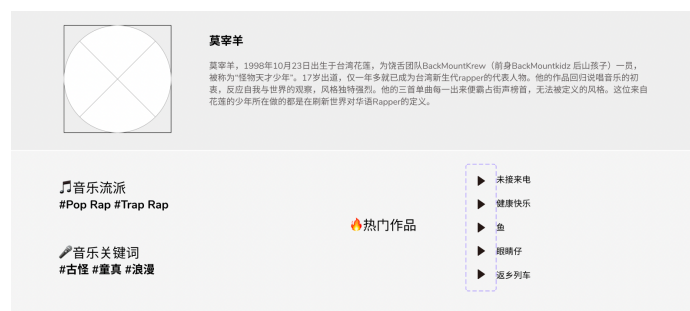 莫宰羊
莫宰羊，1998年10月23日出生于台湾花莲，为饶舌团队BackMountKrew（前身BackMountkidz 后山孩子）一员，
被称为“怪物天才少年”。17岁出道，仅一年多就已成为台湾新生代rapper的代表人物。他的作品回归说唱音乐的初
衷，反应自我与世界的观察，风格独特强烈。他的三首单曲每一出来便霸占街声榜首，无法被定义的风格。这位来自
花莲的少年所在做的都是在刷新世界对华语Rapper的定义。
🎵音乐流派
#Pop Rap #Trap Rap
🎤音乐关键词
#古怪 #童真 #浪漫
🔥热门作品
未接来电
健康快乐
鱼
眼睛仔
返乡列车